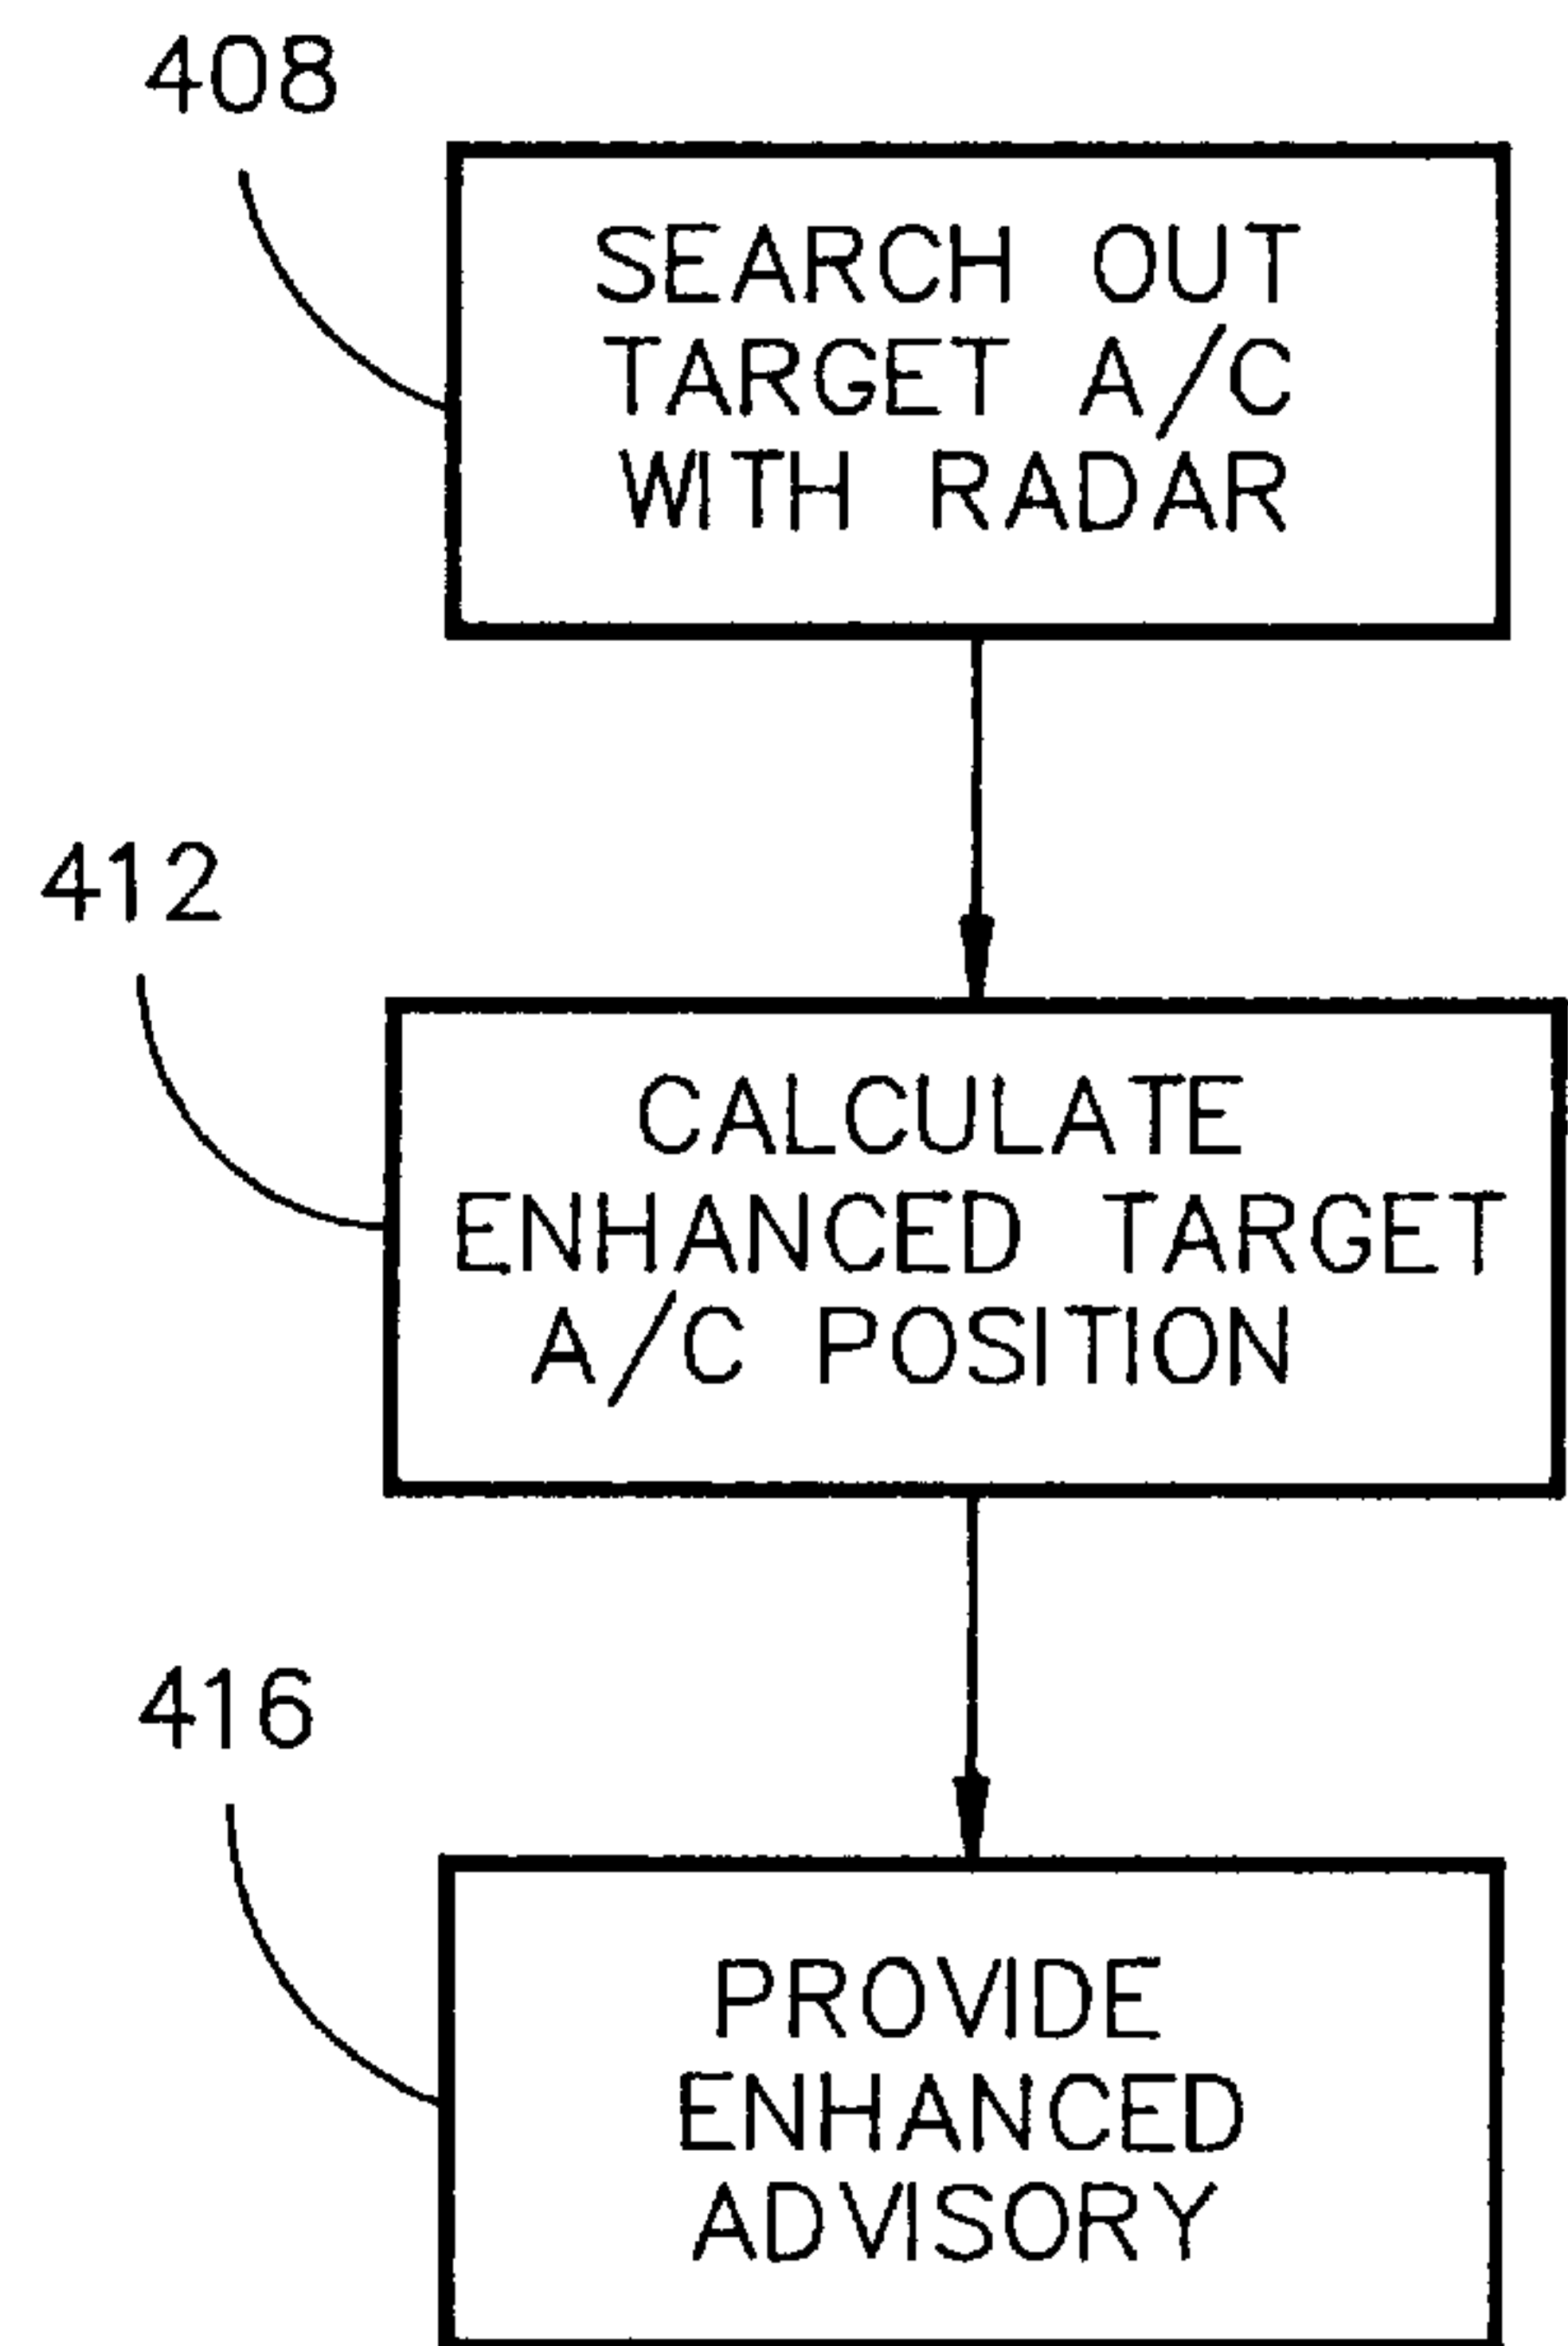 408
SEARCH OUT
TARGET A/C
WITH RADAR
412
CALCULATE
ENHANCED TARGET
A/C POSITION
416
PROVIDE
ENHANCED
ADVISORY